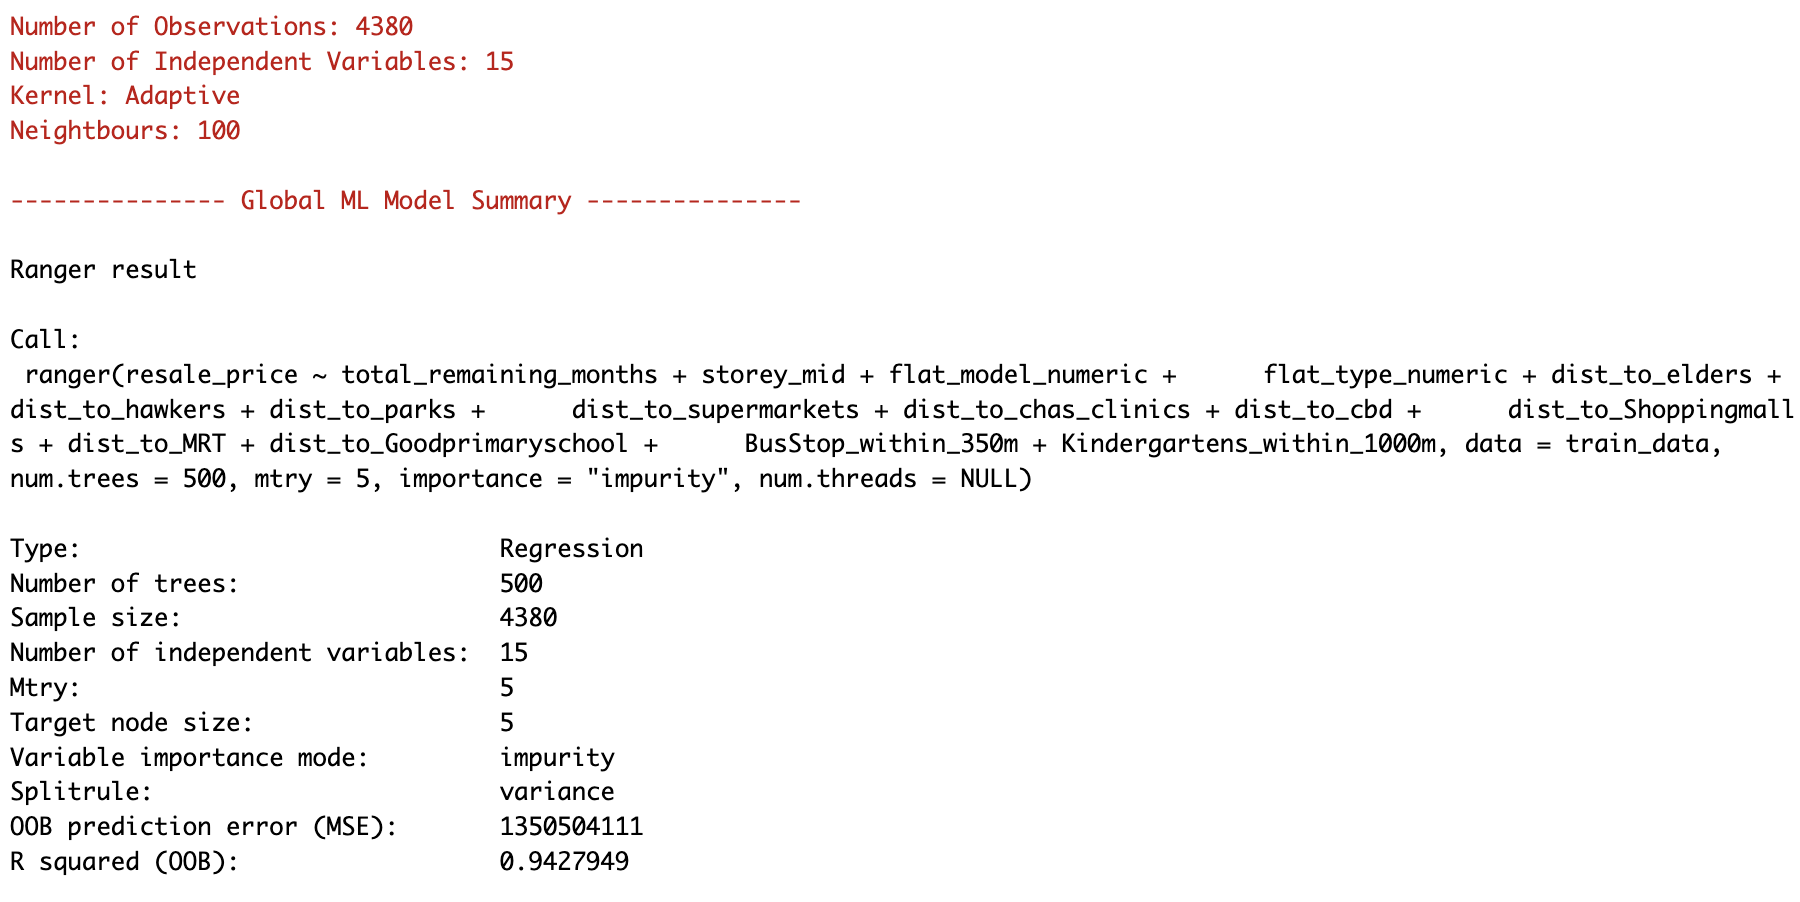 Number of Observations: 4380
Number of Independent Variables: 15
Kernel: Adaptive
Neightbours: 100
--------------- Global ML Model Summary ---------------
Ranger result
Call:
 ranger(resale_price ~ total_remaining_months + storey_mid + flat_model_numeric +      flat_type_numeric + dist_to_elders +
dist_to_hawkers + dist_to_parks +      dist_to_supermarkets + dist_to_chas_clinics + dist_to_cbd +      dist_to_Shoppingmall
s + dist_to_MRT + dist_to_Goodprimaryschool +      BusStop_within_350m + Kindergartens_within_1000m, data = train_data,
num.trees = 500, mtry = 5, importance = "impurity", num.threads = NULL)
Type:                             Regression
Number of trees:                  500
Sample size:                      4380
Number of independent variables:  15
Mtry:                             5
Target node size:                 5
Variable importance mode:         impurity
Splitrule:                        variance
OOB prediction error (MSE):       1350504111
R squared (OOB):                  0.9427949